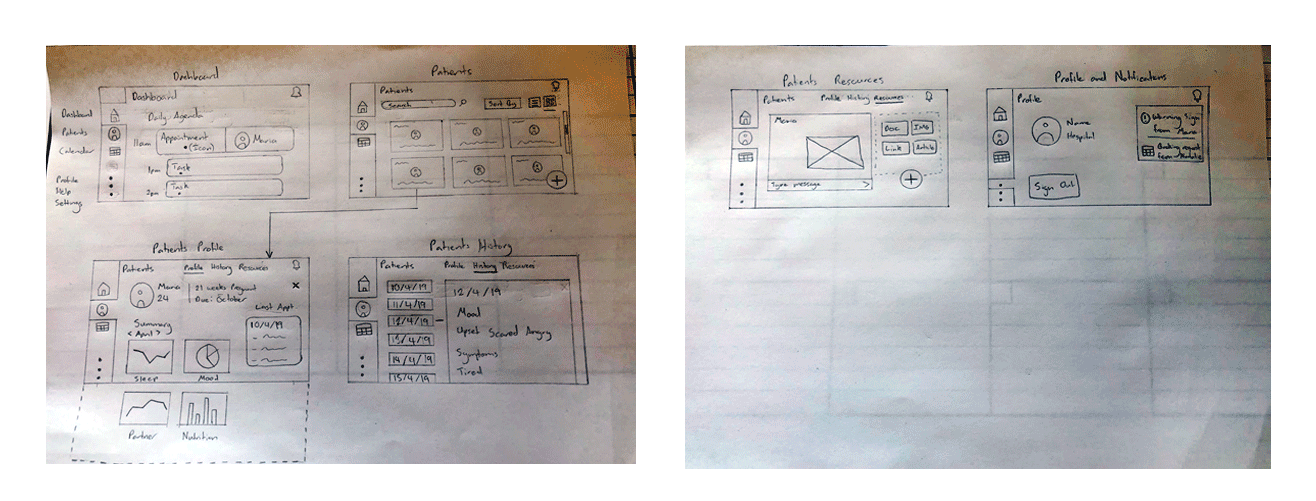 Dashboard
Dashboard
Dashboard
Patients
Calendar
Profile
Help
Settings
Daily Agenda
11am
Appointment
(Icon)
Maria
1pm
Task
2pm
Task
Patients
Patients
Search
Sort By
Patients Profile
Patients
Profile History Resources
Maria
24
21 weeks Pregnant
Due: October
X
Summary
< April >
Last Appt.
10/4/19
Sleep
Mood
Partner
Nutrition
Patients History
Patients
Profile History Resources
10/4/19
11/4/19
12/4/19
13/4/19
14/4/19
15/4/19
12/4/19
X
Mood
Upset Scared Angry
Symptoms
Tired
Patients Resources
Patients
Profile History Resources
Maria
Type message
>
Doc
Link
Article
Profile and Notifications
Profile
Name
Hospital
Warning Sign
from Maria
Booking request
from
Sign Out